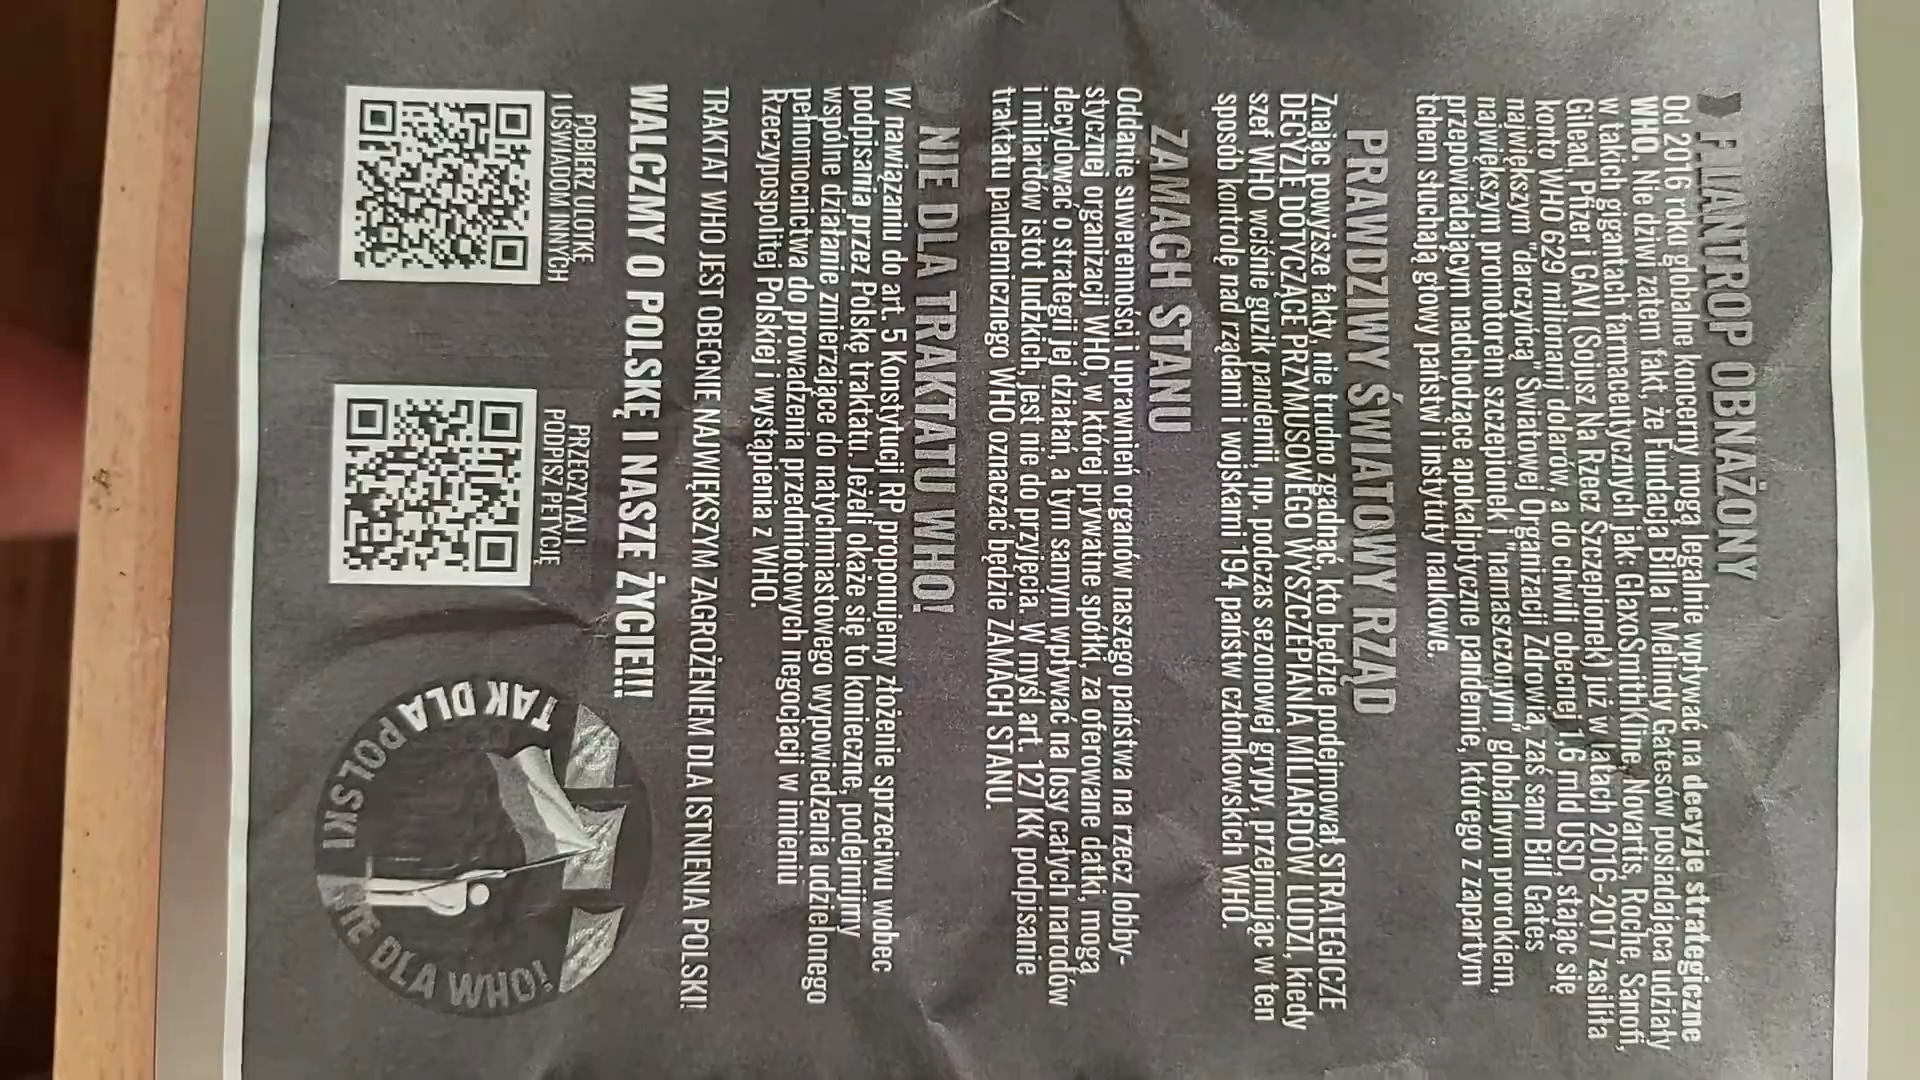 FILIANTROP OBNAŻONY
Od 2016 roku globalne koncerny mogą legalnie wpływać na decyzje strategiczne
WHO. Nie dziwi zatem fakt, że Fundacja Billa i Melindy Gatesów posiadająca udziały
w takich gigantach farmaceutycznych jak: GlaxoSmithKline, Novartis, Roche, Sanofi,
Gilead, Pfizer i GAVI (Sojusz Na Rzecz Szczepionek) już w latach 2016-2017 zasiliła
konto WHO 629 milionami dolarów, a do chwili obecnej 1,6 mld USD, stając się
największym "darzyńcą" Światowej Organizacji Zdrowia, zaś sam Bill Gates
największym promotorem szczepionek i "namaszczonym" globalnym prorokiem,
przepowiadającym nadchodzące apokaliptyczne pandemie, którego z zapartym
tchem słuchają głowy państw i instytuty naukowe.
PRAWDZIWY ŚWIATOWY RZĄD
Znając powyższe fakty, nie trudno zgadnąć, kto będzie podejmował STRATEGICZE
DECYZJE DOTYCZĄCE PRZYMUSOWEGO WYSZCZEPIANIA MILIARDÓW LUDZI, kiedy
szef WHO wciśnie guzik pandemii, np. podczas sezonowej grypy, przejmując w ten
sposób kontrolę nad rządami i wojskami 194 państw członkowskich WHO.
ZAMACH STANU
Oddanie suwerenności i uprawnień organów naszego państwa na rzecz lobby-
stycznej organizacji WHO, w której prywatne spółki, za oferowane datki, mogą
decydować o strategii jej działań, a tym samym wpływać na losy całych narodów
i miliardów istot ludzkich, jest nie do przyjęcia. W myśl art. 127 KK podpisanie
traktatu pandemicznego WHO oznaczać będzie ZAMACH STANU.
NIE DLA TRAKTATU WHO!
W nawiązaniu do art. 5 Konstytucji RP proponujemy złożenie sprzeciwu wobec
podpisania przez Polskę traktatu. Jeżeli okaże się to konieczne, podejmijmy
wspólne działanie zmierzające do natychmiastowego wypowiedzenia udzielonego
pełnomocnictwa do prowadzenia przedmiotowych negocjacji w imieniu
Rzeczypospolitej Polskiej i wystąpienia z WHO.
TRAKTAT WHO JEST OBECNIE NAJWIĘKSZYM ZAGROŻENIEM DLA ISTNIENIA POLSKI!
WALCZMY O POLSKĘ I NASZE ŻYCIE!!!
POBIERZ ULOTKĘ
I UŚWIADOM INNYCH
PRZECZYTAJ I
PODPISZ PETYCJĘ
TAK DLA POLSKI
NIE DLA WHO!